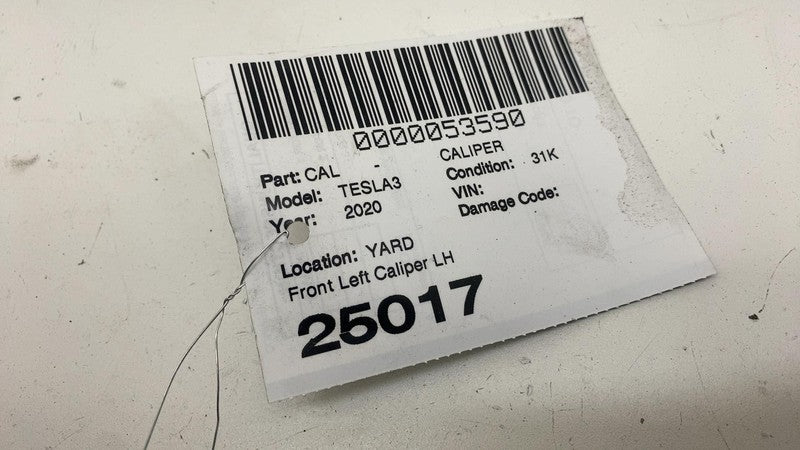 0000053590
Part: CAL - CALIPER
Model: TESLA3 Condition: 31K
Year: 2020 VIN:
Damage Code:
Location: YARD
Front Left Caliper LH
25017